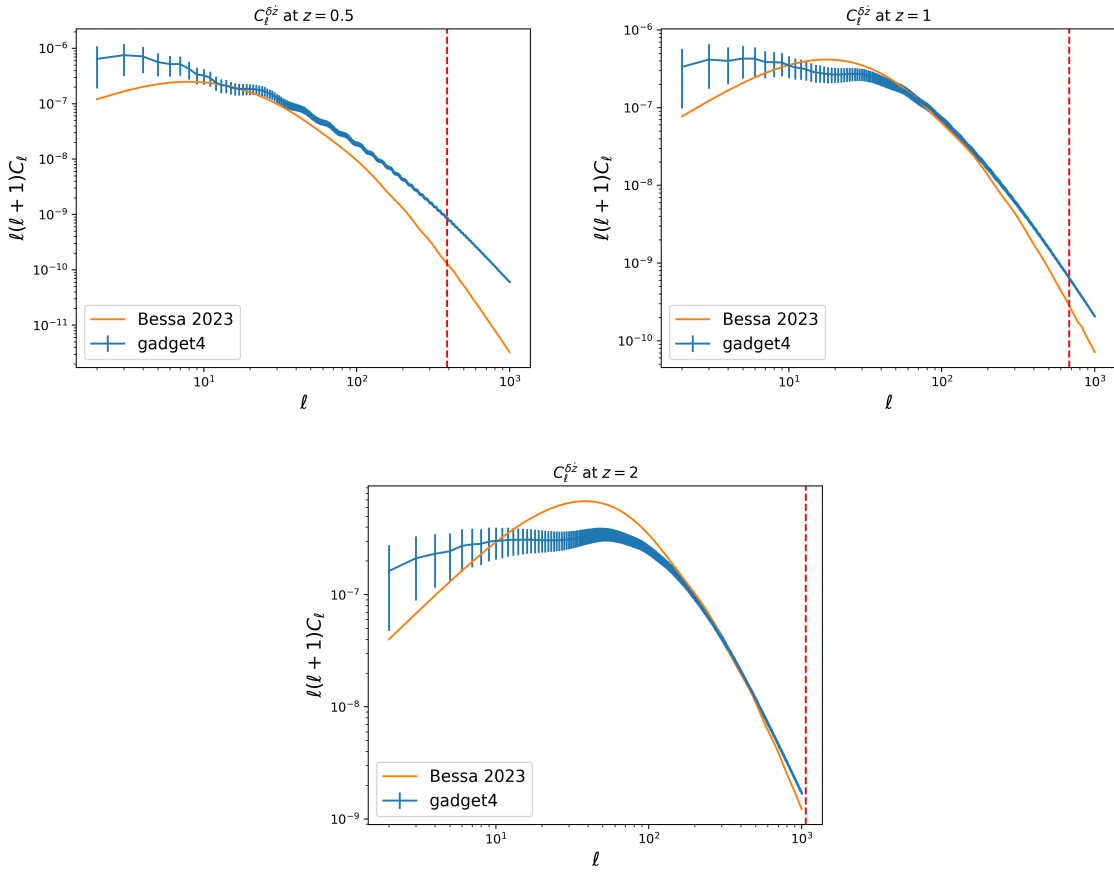 $C_\ell^{\delta\dot{z}}$ at $z = 0.5$
$\ell(\ell+1)C_\ell$
$10^{-6}$
$10^{-7}$
$10^{-8}$
$10^{-9}$
$10^{-10}$
$10^{-11}$
Bessa 2023
gadget4
$10^1$ $10^2$ $10^3$
$\ell$
$C_\ell^{\delta\dot{z}}$ at $z = 1$
$\ell(\ell+1)C_\ell$
$10^{-6}$
$10^{-7}$
$10^{-8}$
$10^{-9}$
$10^{-10}$
Bessa 2023
gadget4
$10^1$ $10^2$ $10^3$
$\ell$
$C_\ell^{\delta\dot{z}}$ at $z = 2$
$\ell(\ell+1)C_\ell$
$10^{-7}$
$10^{-8}$
$10^{-9}$
Bessa 2023
gadget4
$10^1$ $10^2$ $10^3$
$\ell$